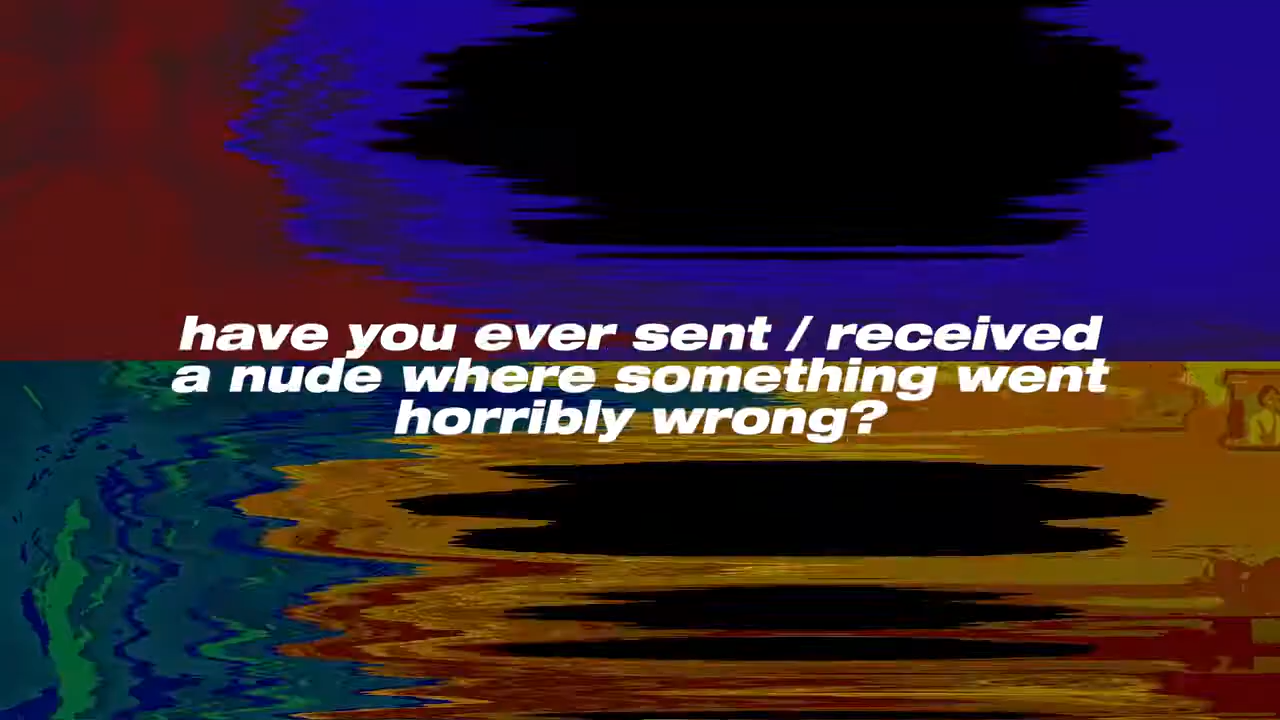 have you ever sent / received
a nude where something went
horribly wrong?